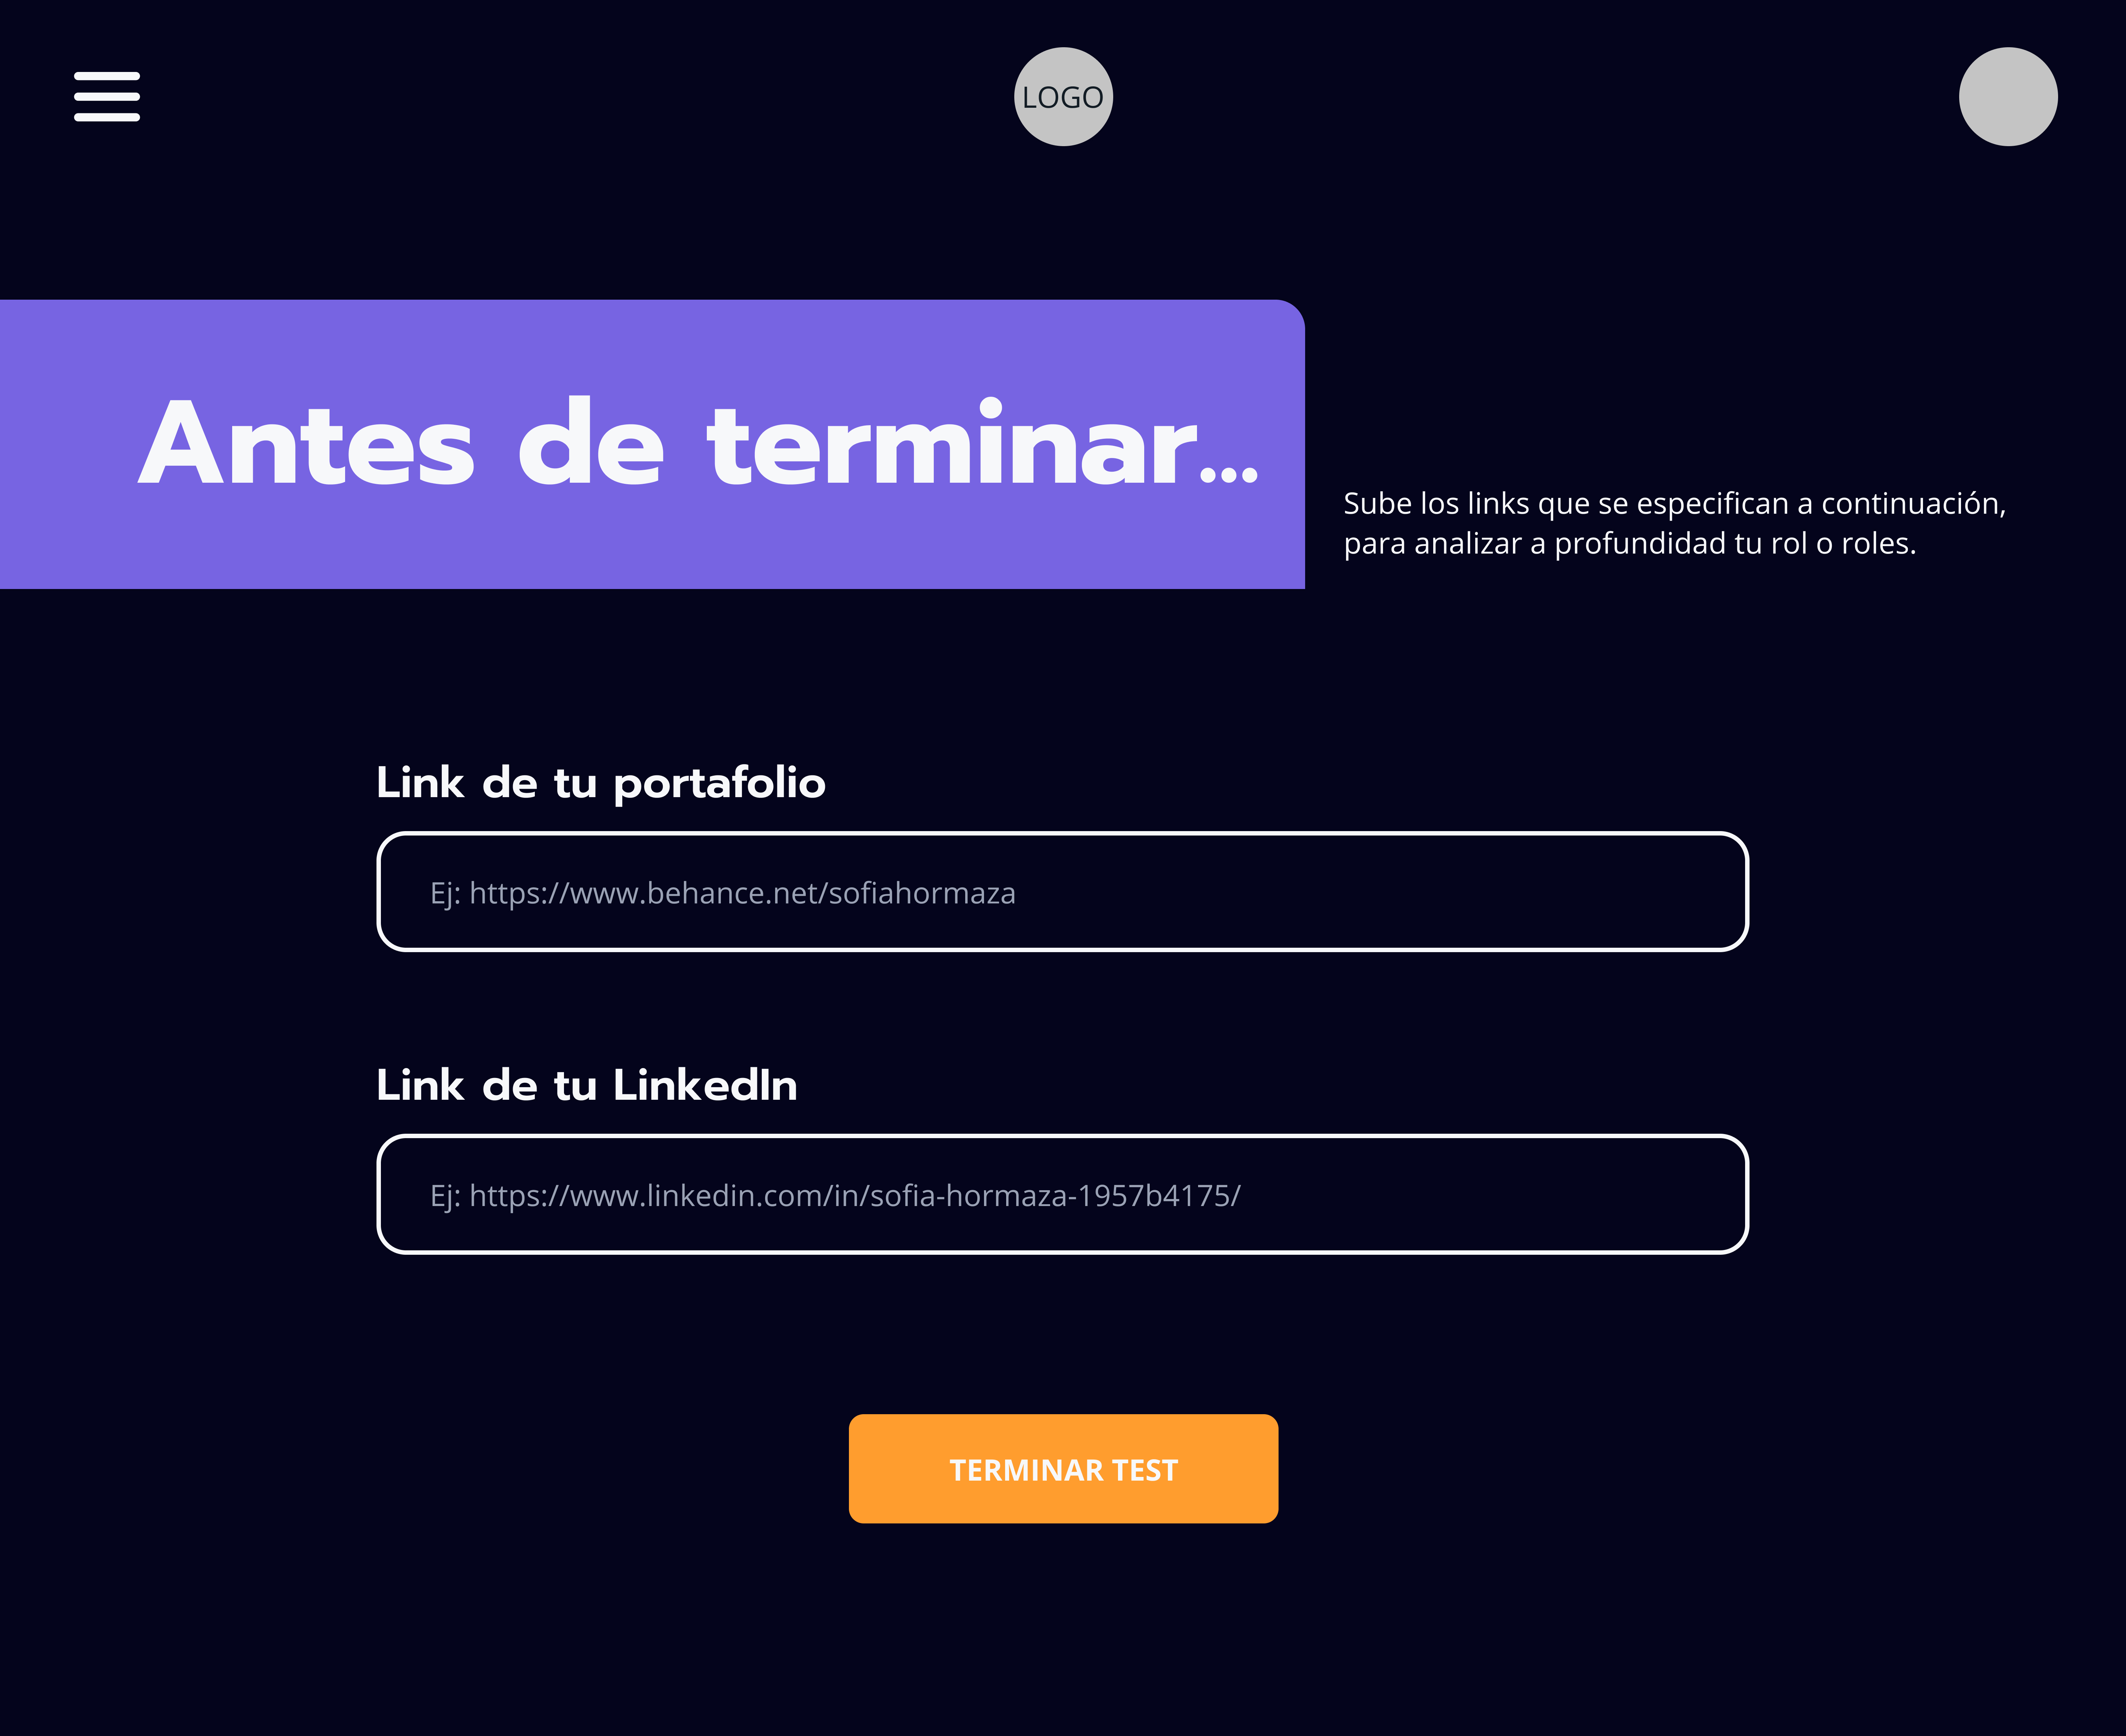 LOGO
Antes de terminar...
Sube los links que se especifican a continuación,
para analizar a profundidad tu rol o roles.
Link de tu portafolio
Ej: https://www.behance.net/sofiahormaza
Link de tu LinkedIn
Ej: https://www.linkedin.com/in/sofia-hormaza-1957b4175/
TERMINAR TEST